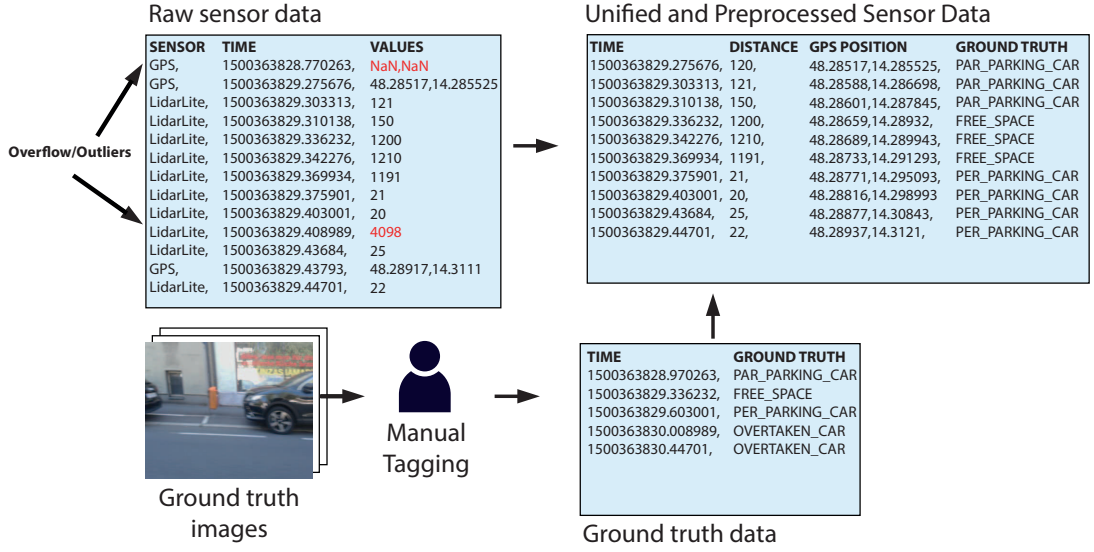 Raw sensor data
SENSOR TIME VALUES
GPS, 1500363828.770263, NaN,NaN
GPS, 1500363829.275676, 48.28517,14.285525
LidarLite, 1500363829.303313, 121
LidarLite, 1500363829.310138, 150
LidarLite, 1500363829.336232, 1200
LidarLite, 1500363829.342276, 1210
LidarLite, 1500363829.369934, 1191
LidarLite, 1500363829.375901, 21
LidarLite, 1500363829.403001, 20
LidarLite, 1500363829.408989, 4098
LidarLite, 1500363829.43684, 25
GPS, 1500363829.43793, 48.28917,14.3111
LidarLite, 1500363829.44701, 22
Overflow/Outliers
Unified and Preprocessed Sensor Data
TIME DISTANCE GPS POSITION GROUND TRUTH
1500363829.275676, 120, 48.28517,14.285525, PAR_PARKING_CAR
1500363829.303313, 121, 48.28588,14.286698, PAR_PARKING_CAR
1500363829.310138, 150, 48.28601,14.287845, PAR_PARKING_CAR
1500363829.336232, 1200, 48.28659,14.28932, FREE_SPACE
1500363829.342276, 1210, 48.28689,14.289943, FREE_SPACE
1500363829.369934, 1191, 48.28733,14.291293, FREE_SPACE
1500363829.375901, 21, 48.28771,14.295093, PER_PARKING_CAR
1500363829.403001, 20, 48.28816,14.298993 PER_PARKING_CAR
1500363829.43684, 25, 48.28877,14.30843, PER_PARKING_CAR
1500363829.44701, 22, 48.28937,14.3121, PER_PARKING_CAR
Ground truth
images
Manual
Tagging
TIME GROUND TRUTH
1500363828.970263, PAR_PARKING_CAR
1500363829.336232, FREE_SPACE
1500363829.603001, PER_PARKING_CAR
1500363830.008989, OVERTAKEN_CAR
1500363830.44701, OVERTAKEN_CAR
Ground truth data